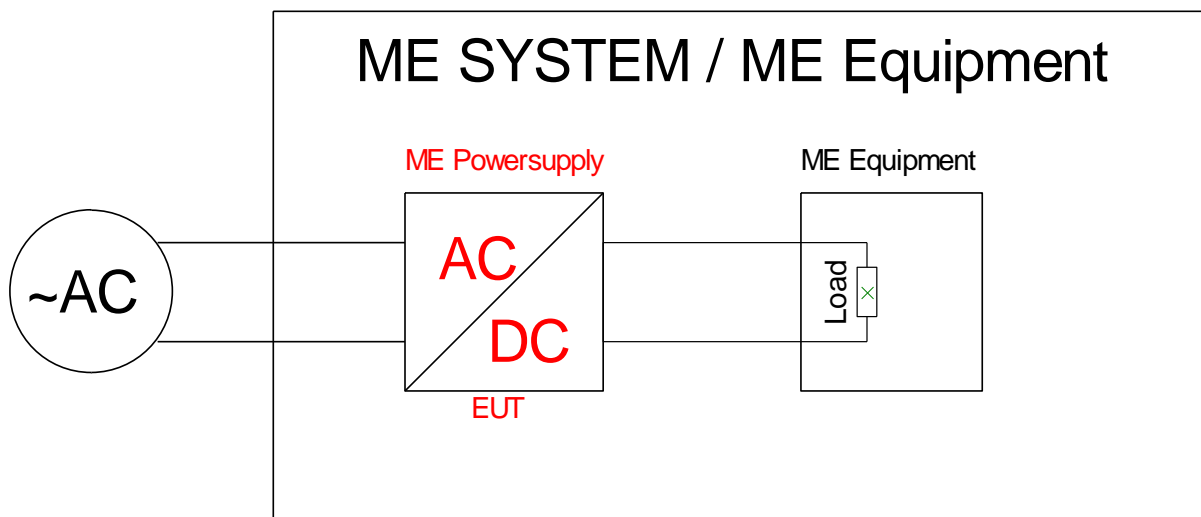 ME SYSTEM / ME Equipment
ME Powersupply
ME Equipment
~AC
AC
DC
Load
EUT